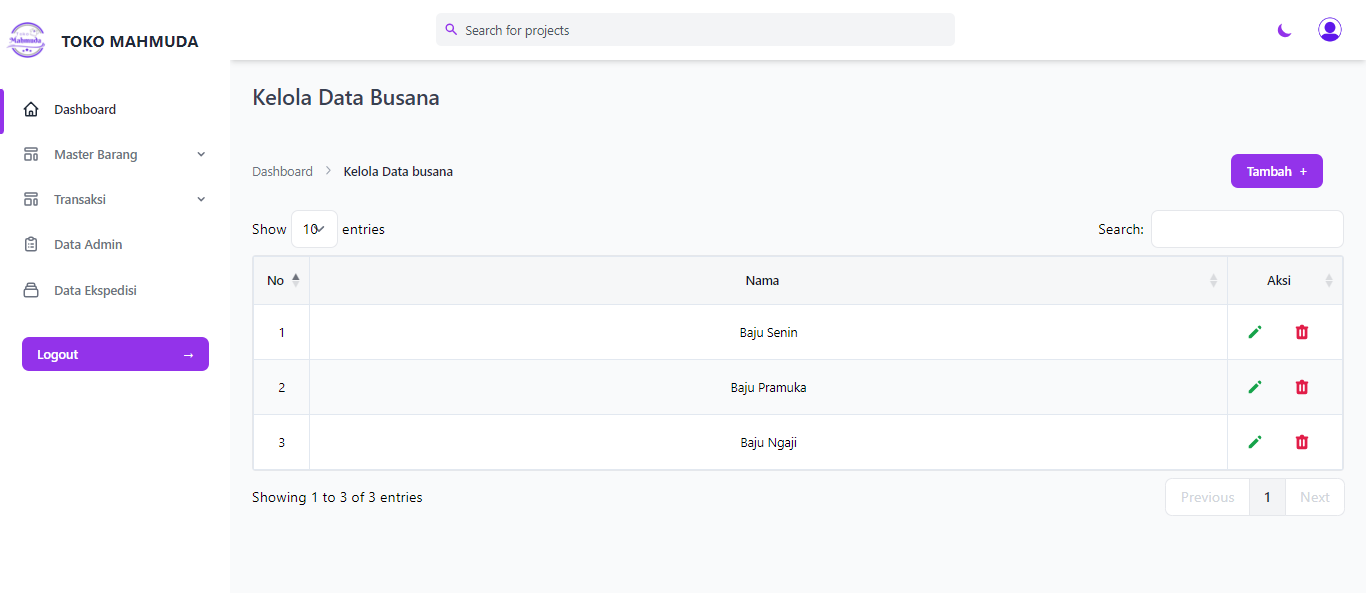 Mahmuda
TOKO MAHMUDA
Search for projects
Dashboard
Master Barang
Transaksi
Data Admin
Data Ekspedisi
Logout →
Kelola Data Busana
Dashboard > Kelola Data busana
Tambah +
Show 10 entries
Search:
No Nama Aksi
1 Baju Senin
2 Baju Pramuka
3 Baju Ngaji
Showing 1 to 3 of 3 entries
Previous 1 Next